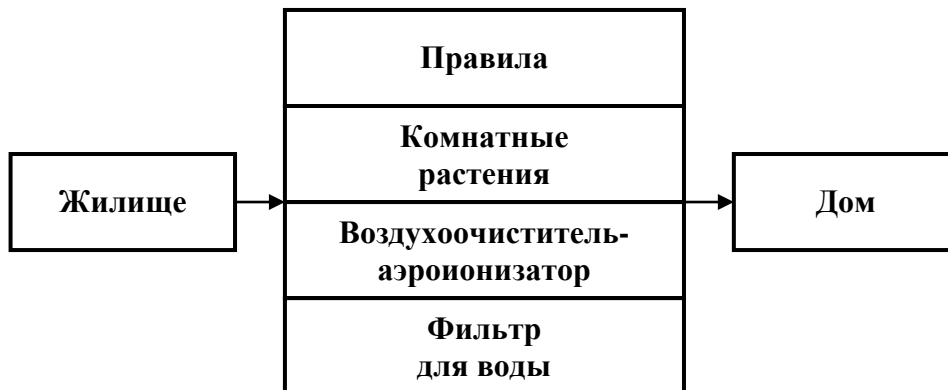 Правила
Комнатные
растения
Жилище
Дом
Воздухоочиститель-
аэроионизатор
Фильтр
для воды